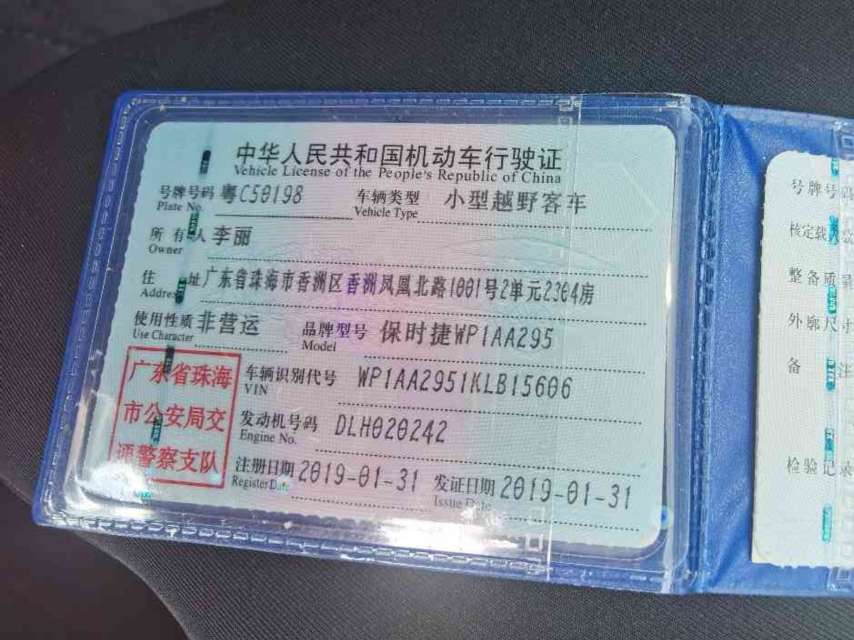 中华人民共和国机动车行驶证
Vehicle License of the People's Republic of China
号牌号码 粤C50198 车辆类型 小型越野客车
Plate No. Vehicle Type
所有人 李丽
Owner
住 址 广东省珠海市香洲区香洲凤凰北路1001号2单元2304房
Address
使用性质 非营运 品牌型号 保时捷WP1AA295
Use Character Model
广东省珠海
市公安局交
通警察支队
车辆识别代号 WP1AA2951KLB15606
VIN
发动机号码 DLH020242
Engine No.
注册日期 2019-01-31 发证日期 2019-01-31
Register Date Issue Date
号牌号码
核定载
整备质量
外廓尺寸
备 注
检验记录